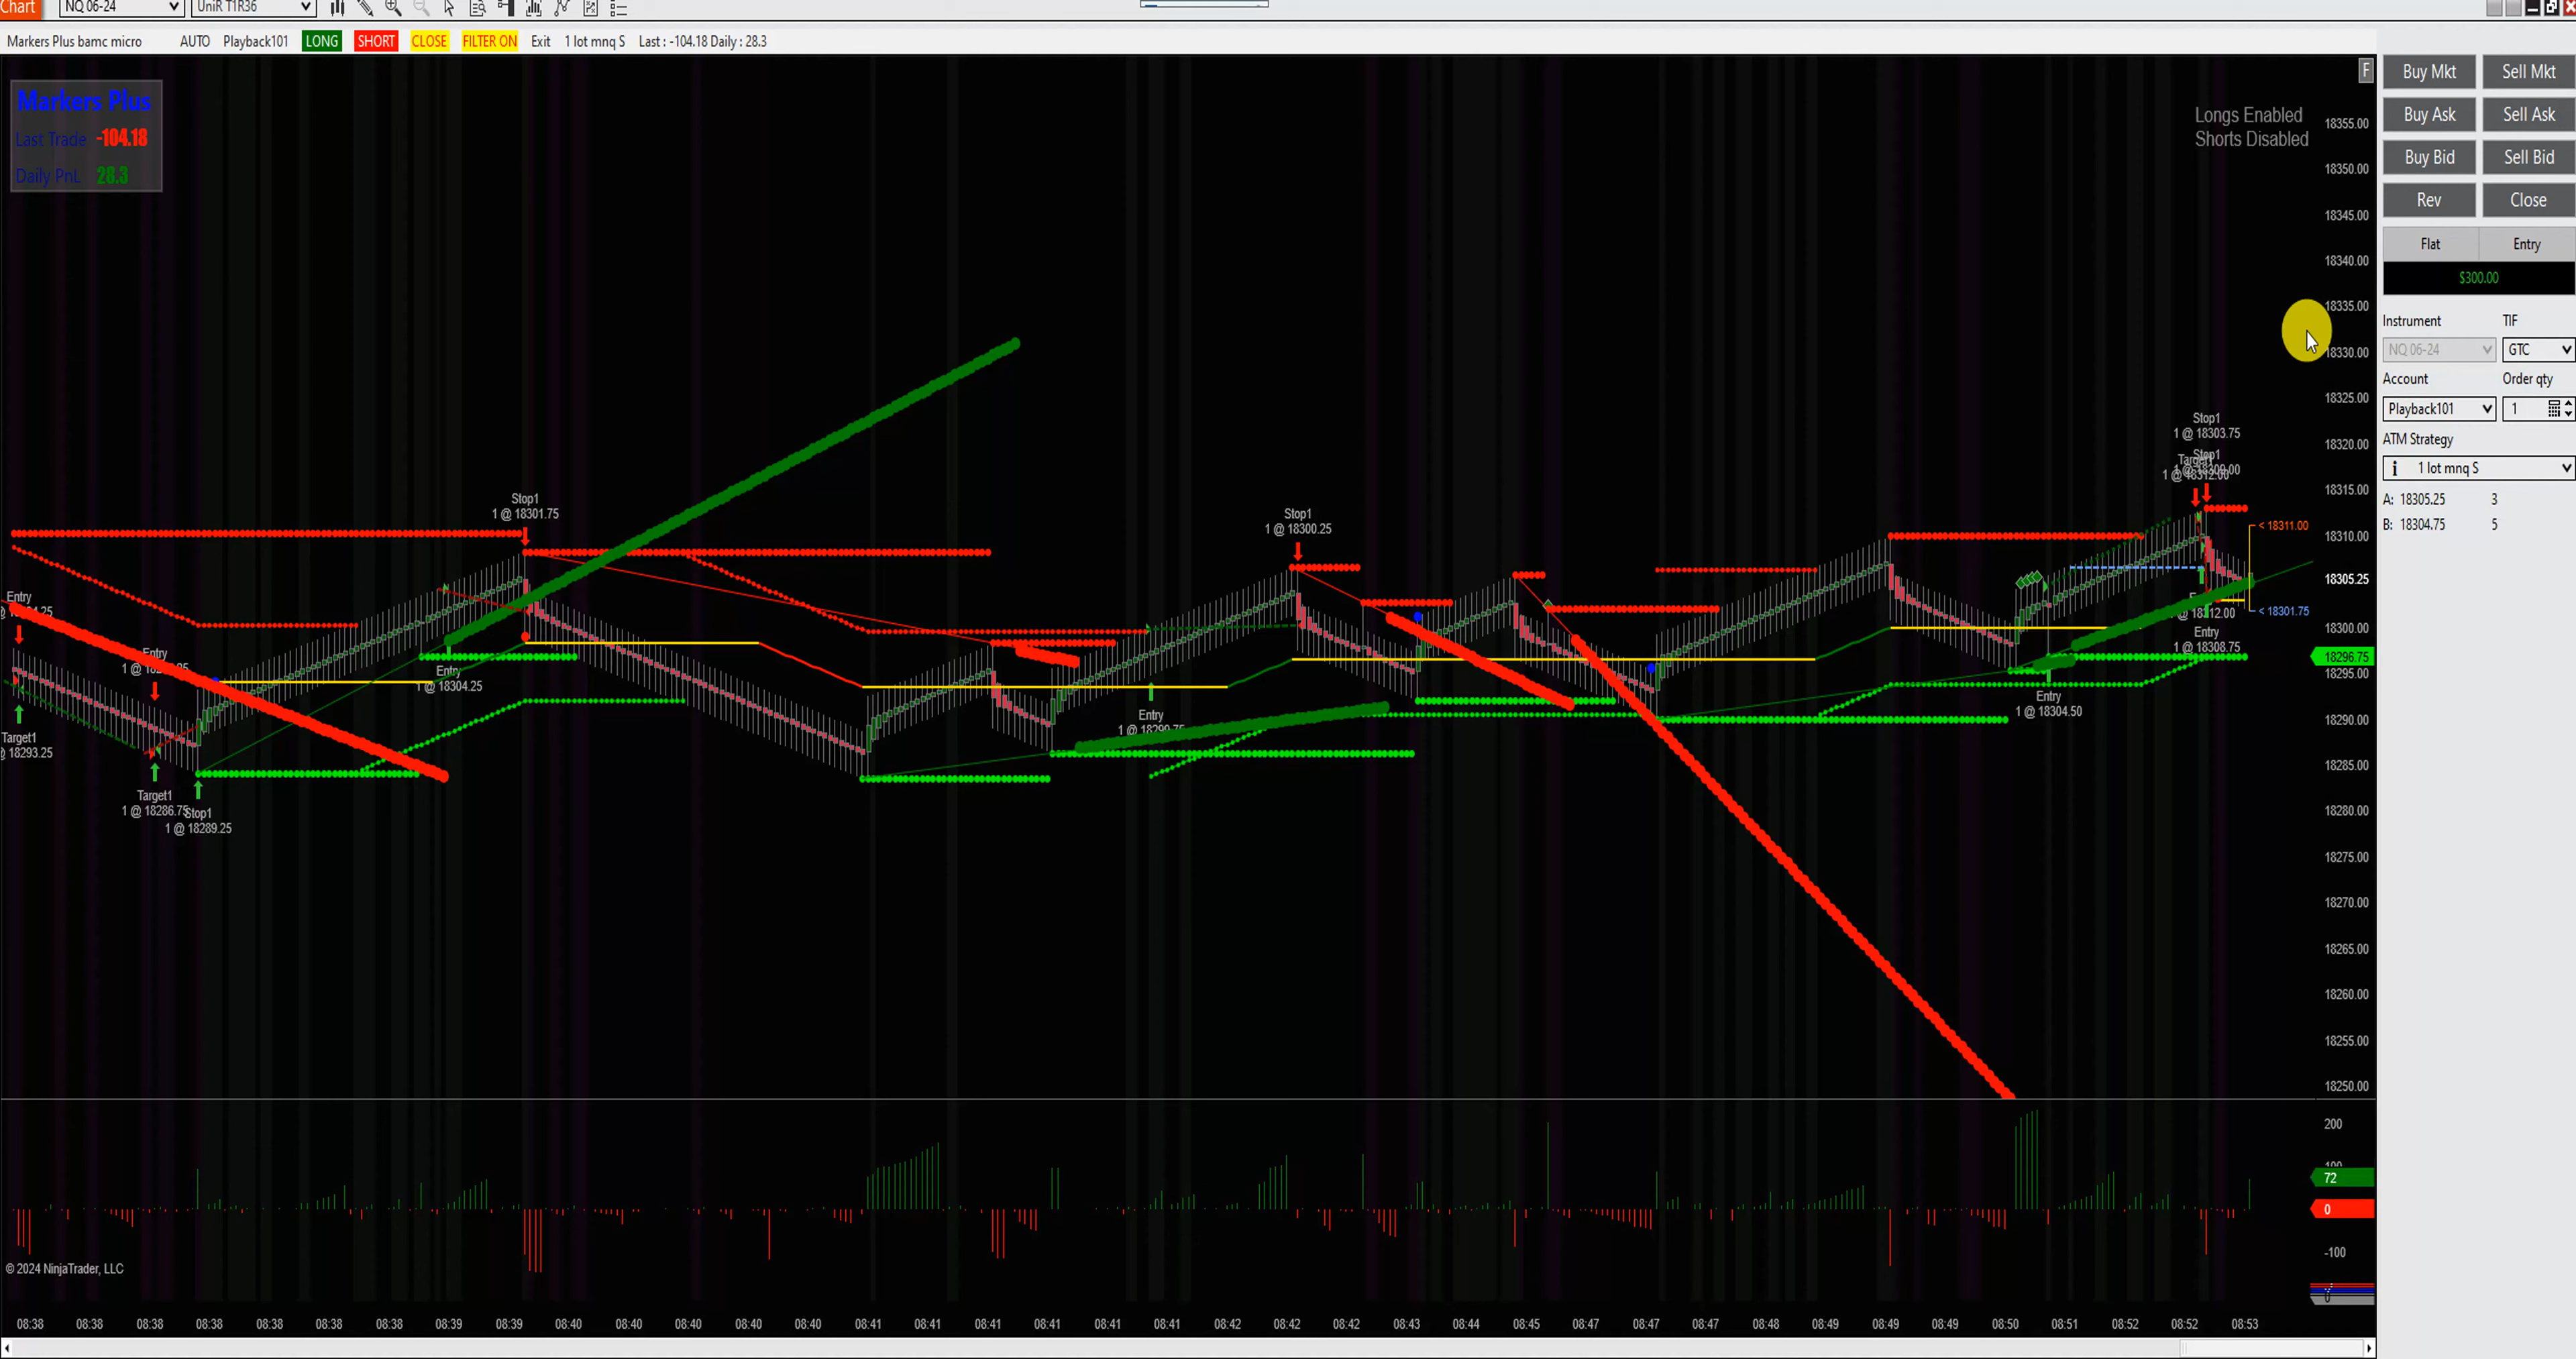 Chart NQ 06-24 UniR T1R36
Markers Plus bamc micro AUTO Playback101 LONG SHORT CLOSE FILTER ON Exit 1 lot mnq S Last : -104.18 Daily : 28.3
Markers Plus
Last Trade -104.18
Daily PnL 28.3
Longs Enabled
Shorts Disabled
F
Stop1
1 @ 18303.75
Stop1
Stop1
1 @ 18301.75
Stop1
1 @ 18300.25
Entry
Entry
Entry
1 @ 18304.25
Entry
Target1
@ 18293.25
Target1
1 @ 18286.75
Stop1
1 @ 18289.25
Entry
1 @ 18308.75
Entry
1 @ 18304.50
< 18311.00
< 18301.75
18355.00
18350.00
18345.00
18340.00
18335.00
18330.00
18325.00
18320.00
18315.00
18310.00
18305.25
18300.00
18296.75
18295.00
18290.00
18285.00
18280.00
18275.00
18270.00
18265.00
18260.00
18255.00
18250.00
200
72
0
-100
© 2024 NinjaTrader, LLC
08:38 08:38 08:38 08:38 08:38 08:38 08:38 08:39 08:39 08:40 08:40 08:40 08:40 08:40 08:41 08:41 08:41 08:41 08:41 08:41 08:42 08:42 08:42 08:43 08:44 08:45 08:47 08:47 08:47 08:48 08:49 08:49 08:49 08:50 08:51 08:52 08:52 08:53
Buy Mkt Sell Mkt
Buy Ask Sell Ask
Buy Bid Sell Bid
Rev Close
Flat Entry
$300.00
Instrument TIF
NQ 06-24 GTC
Account Order qty
Playback101 1
ATM Strategy
i 1 lot mnq S
A: 18305.25 3
B: 18304.75 5